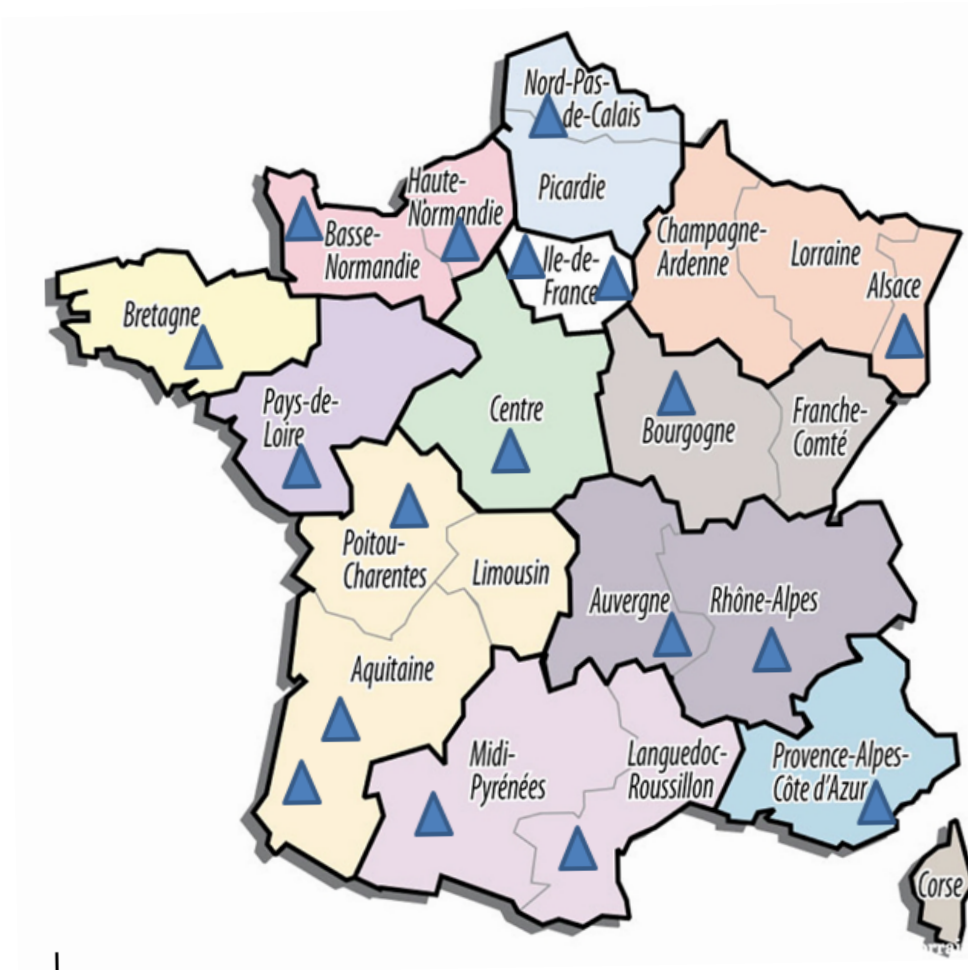 Nord-Pas-
de-Calais
Picardie
Haute-
Normandie
Basse-
Normandie
Ile-de-
France
Champagne-
Ardenne
Lorraine
Alsace
Bretagne
Pays-de-
Loire
Centre
Bourgogne
Franche-
Comté
Poitou-
Charentes
Limousin
Auvergne
Rhône-Alpes
Aquitaine
Midi-
Pyrénées
Languedoc-
Roussillon
Provence-Alpes-
Côte d'Azur
Corse